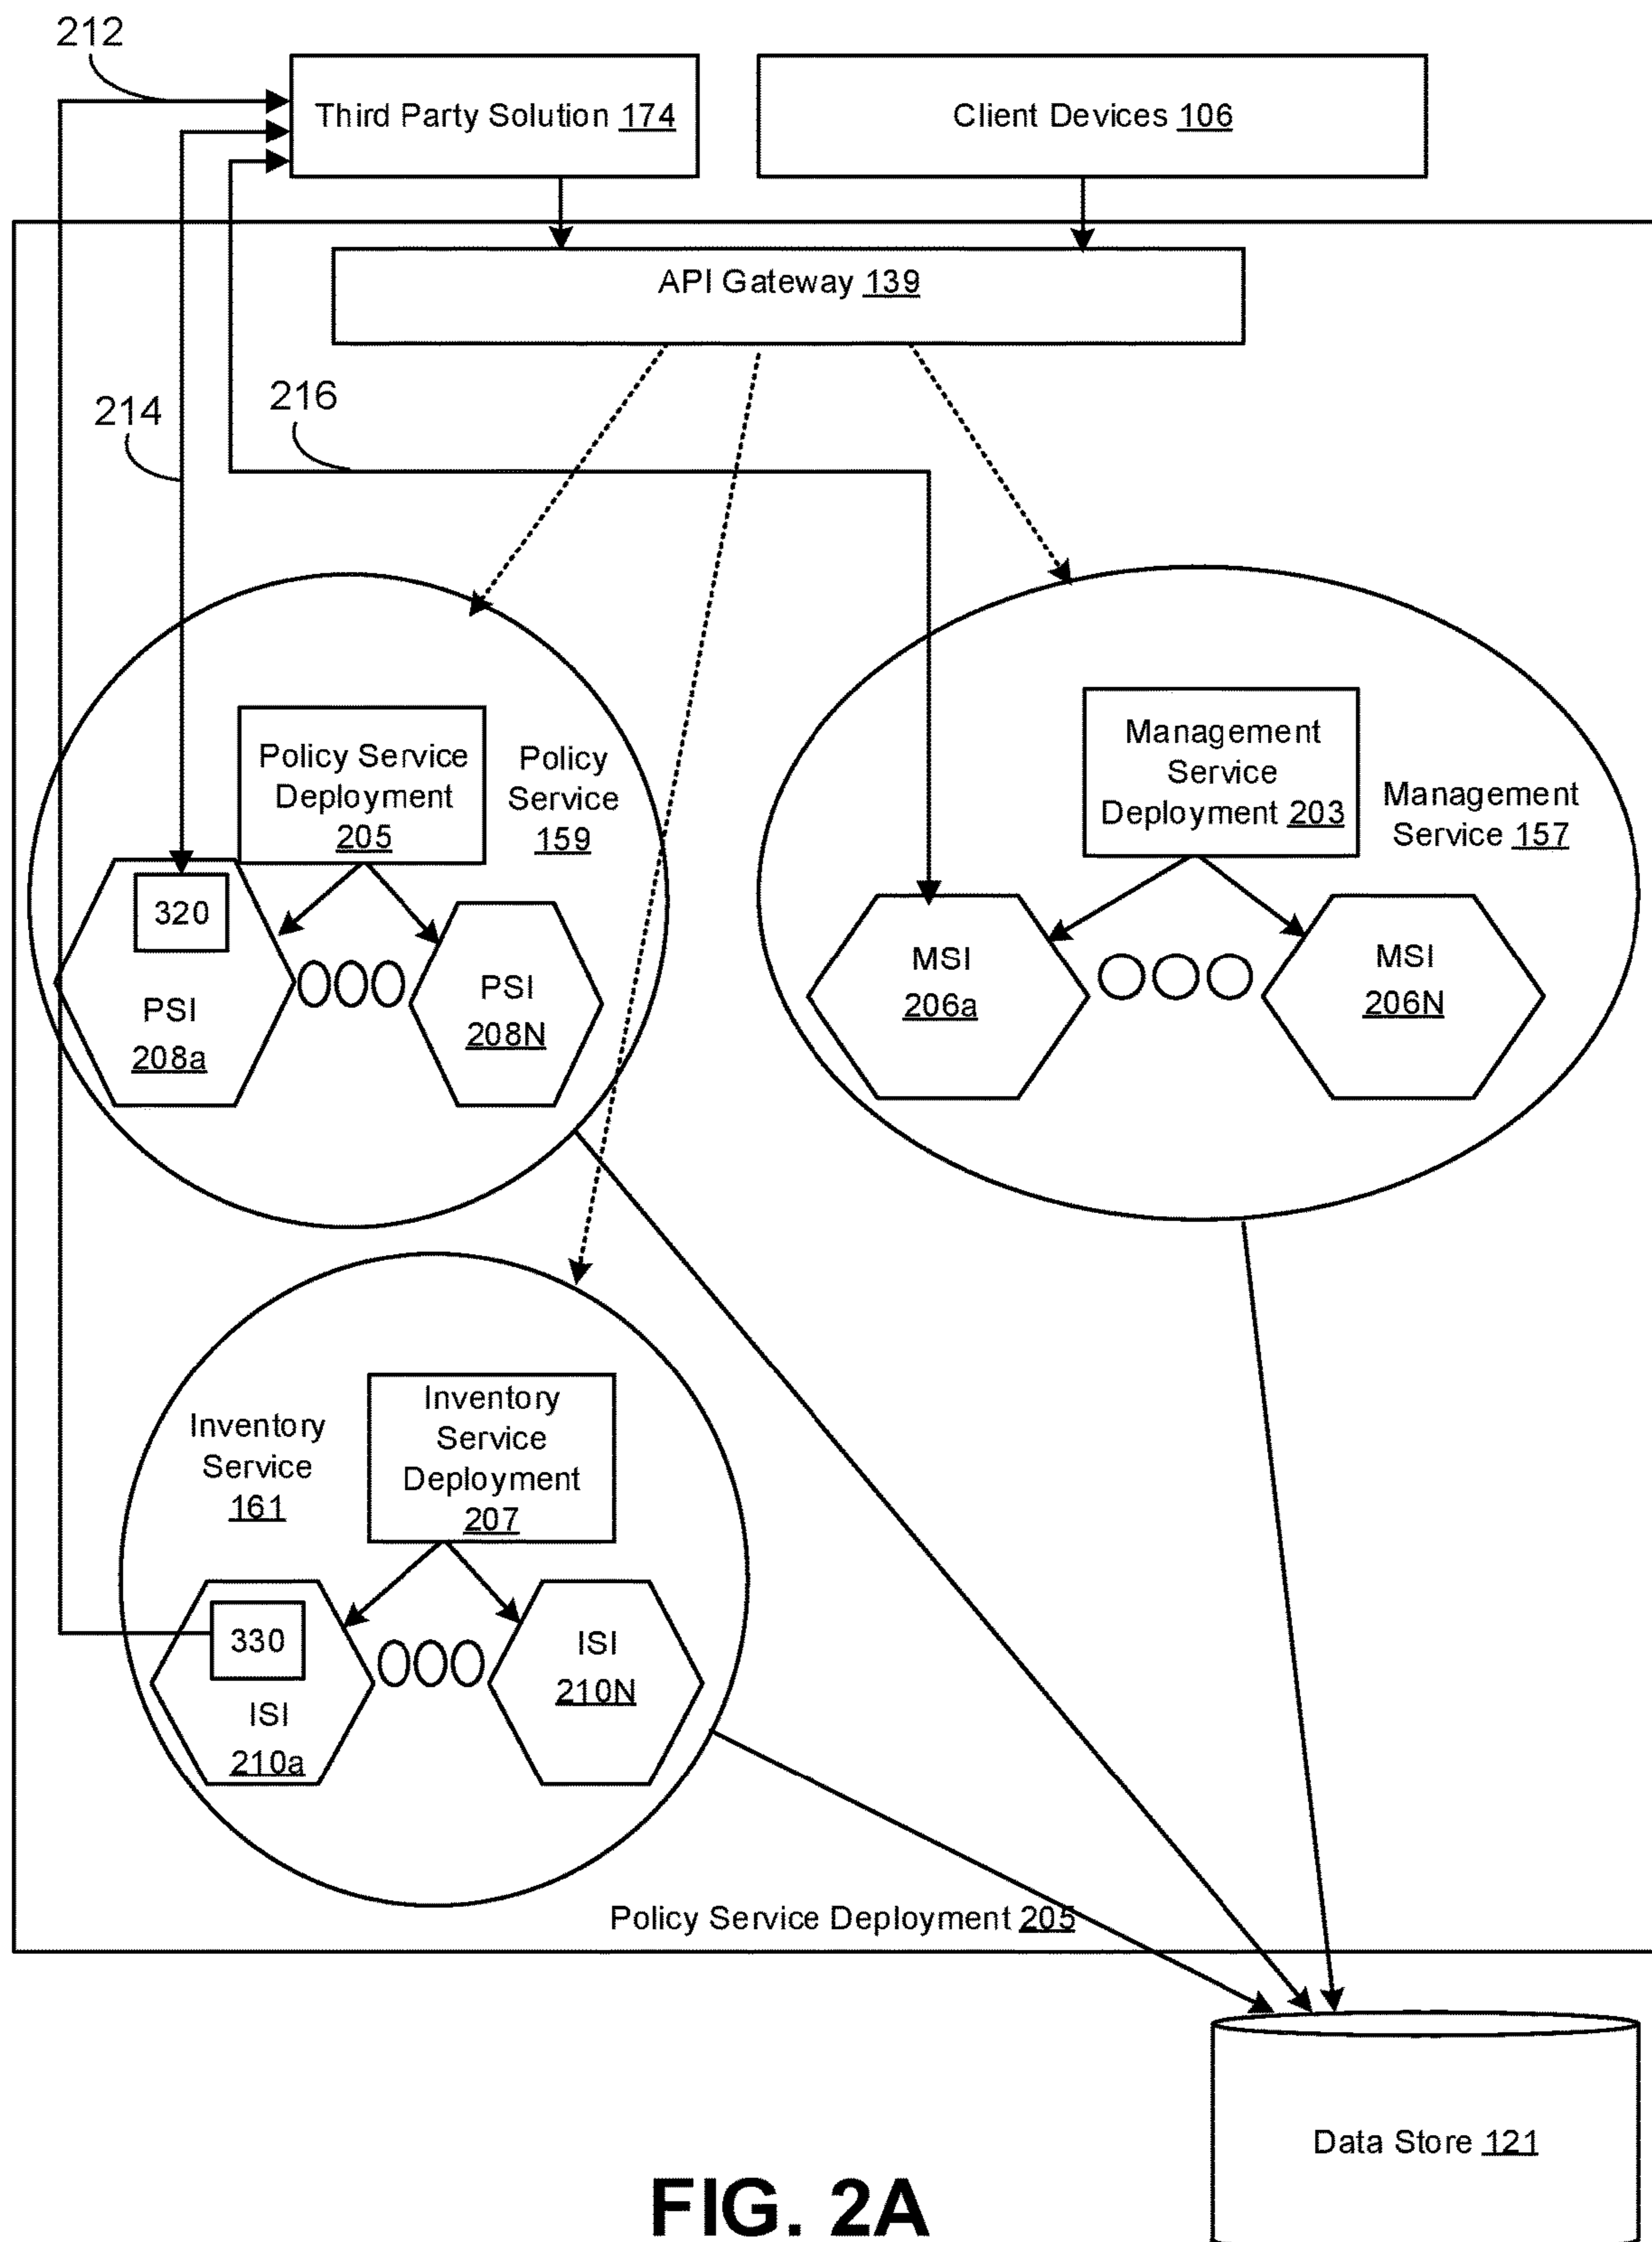 212
Third Party Solution 174
Client Devices 106
API Gateway 139
214
216
Policy Service
Deployment
205
Policy
Service
159
Management
Service
Deployment 203
Management
Service 157
320
PSI
208a
PSI
208N
MSI
206a
MSI
206N
Inventory
Service
161
Inventory
Service
Deployment
207
330
ISI
210a
ISI
210N
Policy Service Deployment 205
Data Store 121
FIG. 2A